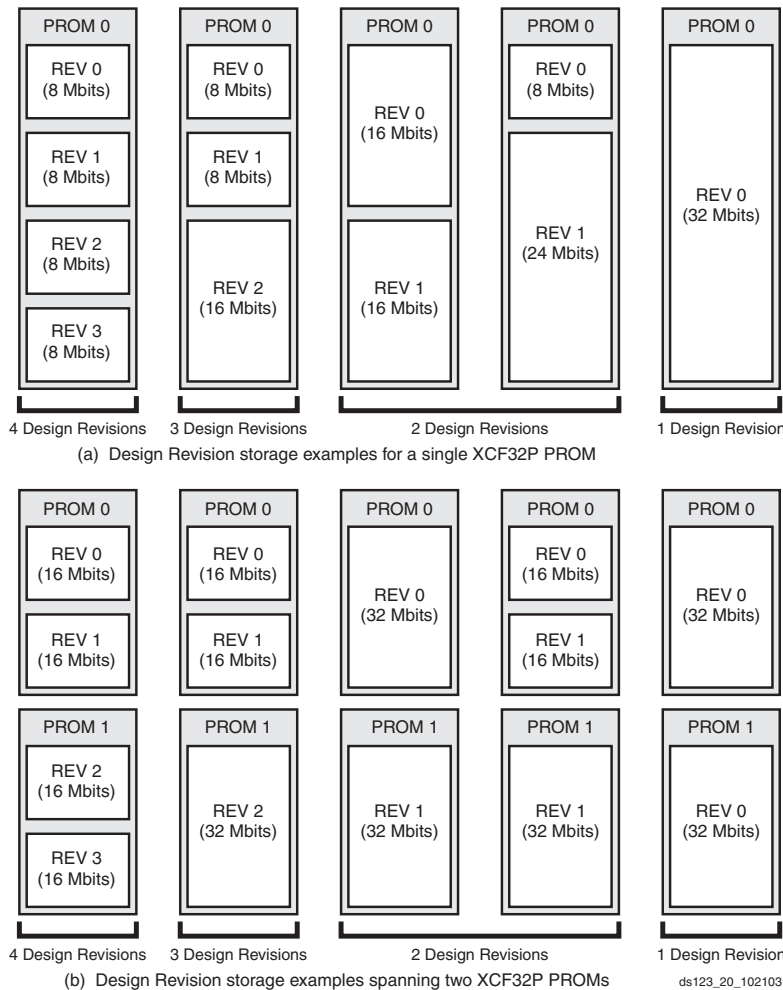 PROM 0
REV 0
(8 Mbits)
REV 1
(8 Mbits)
REV 2
(8 Mbits)
REV 3
(8 Mbits)
PROM 0
REV 0
(8 Mbits)
REV 1
(8 Mbits)
REV 2
(16 Mbits)
PROM 0
REV 0
(16 Mbits)
REV 1
(16 Mbits)
PROM 0
REV 0
(8 Mbits)
REV 1
(24 Mbits)
PROM 0
REV 0
(32 Mbits)
4 Design Revisions
3 Design Revisions
2 Design Revisions
1 Design Revision
(a) Design Revision storage examples for a single XCF32P PROM
PROM 0
REV 0
(16 Mbits)
REV 1
(16 Mbits)
PROM 0
REV 0
(16 Mbits)
REV 1
(16 Mbits)
PROM 0
REV 0
(32 Mbits)
PROM 0
REV 0
(16 Mbits)
REV 1
(16 Mbits)
PROM 0
REV 0
(32 Mbits)
PROM 1
REV 2
(16 Mbits)
REV 3
(16 Mbits)
PROM 1
REV 2
(32 Mbits)
PROM 1
REV 1
(32 Mbits)
PROM 1
REV 1
(32 Mbits)
PROM 1
REV 0
(32 Mbits)
4 Design Revisions
3 Design Revisions
2 Design Revisions
1 Design Revision
(b) Design Revision storage examples spanning two XCF32P PROMs
ds123_20_102103